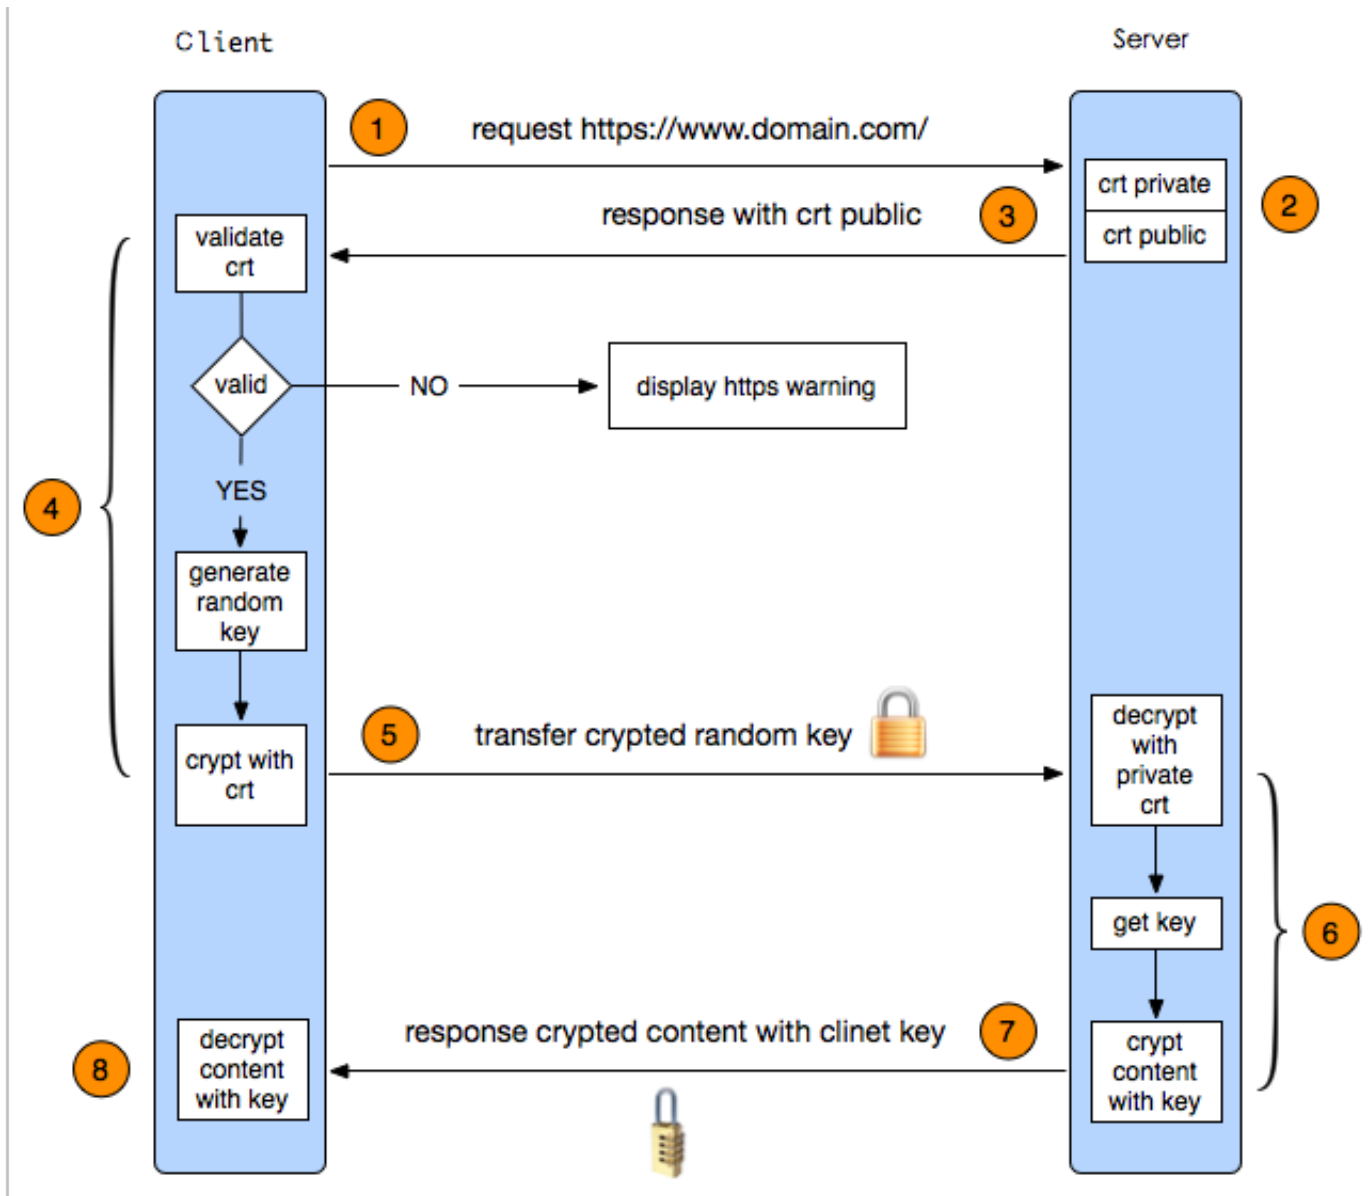 Client
Server
1
request https://www.domain.com/
crt private
2
response with crt public
3
crt public
validate
crt
valid
NO
display https warning
4
YES
generate
random
key
5
transfer crypted random key
crypt with
crt
decrypt
with
private
crt
get key
6
response crypted content with clinet key
7
8
decrypt
content
with key
crypt
content
with key